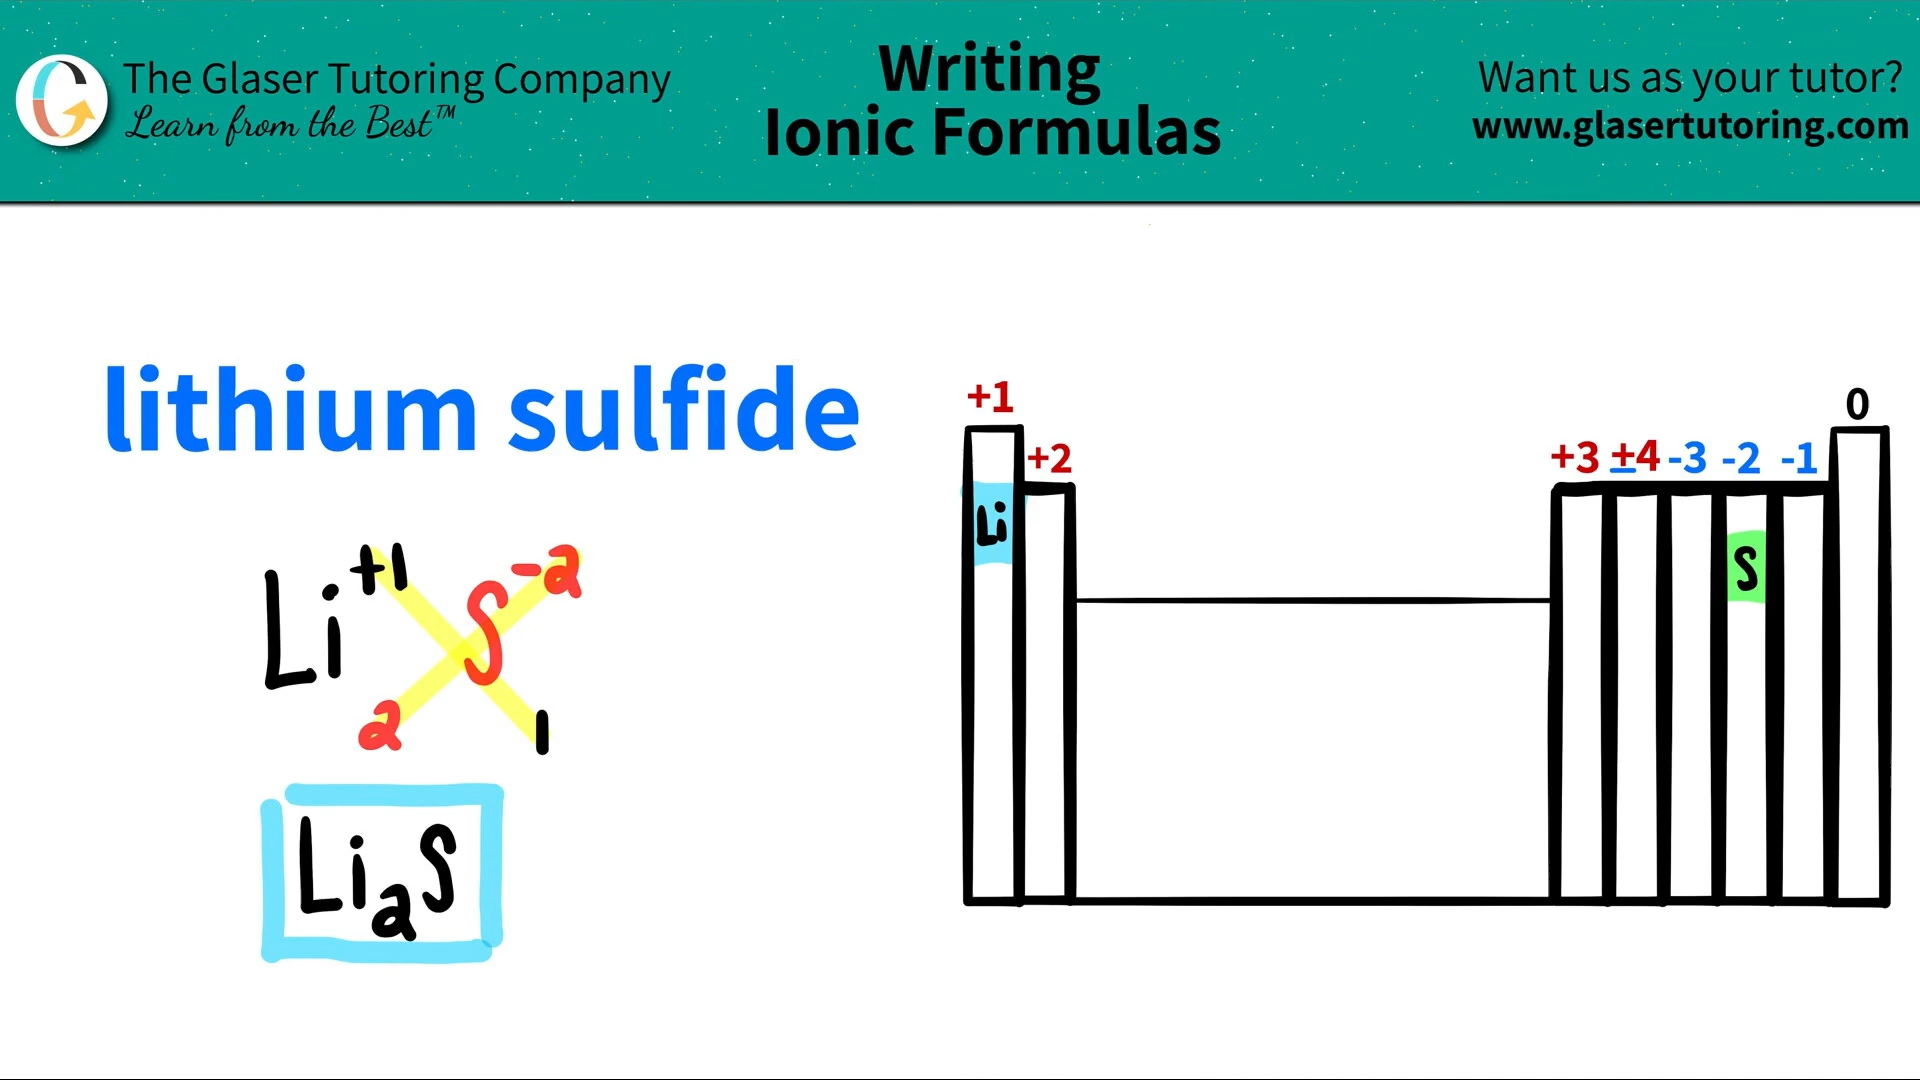 The Glaser Tutoring Company
Learn from the Best™
Writing
Ionic Formulas
Want us as your tutor?
www.glasertutoring.com
lithium sulfide
Li+1 S-2
2 1
Li2S
+1 0
+2 +3 ±4 -3 -2 -1
Li S